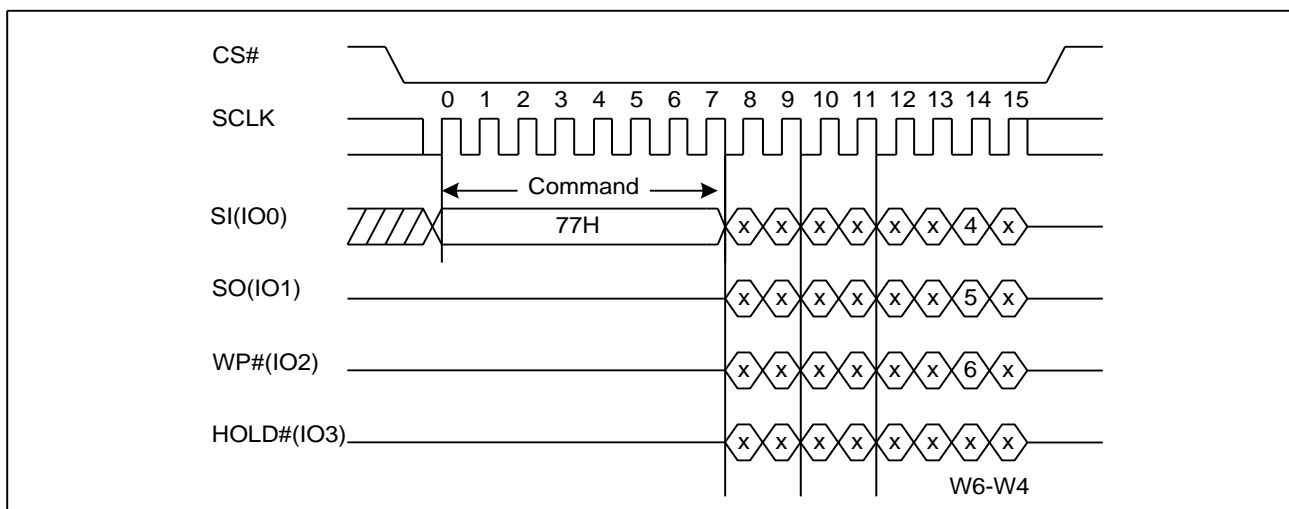 CS#
0 1 2 3 4 5 6 7 8 9 10 11 12 13 14 15
SCLK
Command
SI(IO0) 77H x x x x x x 4 x
SO(IO1) x x x x x x 5 x
WP#(IO2) x x x x x x 6 x
HOLD#(IO3) x x x x x x x x
W6-W4